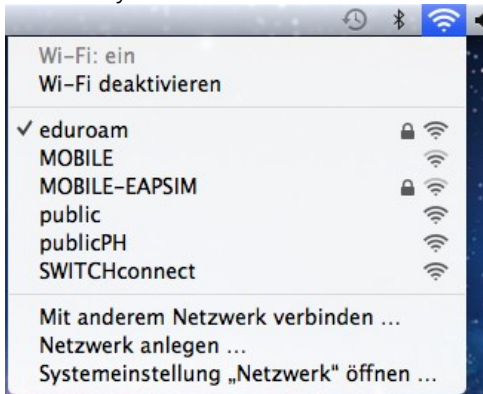 Wi-Fi: ein
Wi-Fi deaktivieren
eduroam
MOBILE
MOBILE-EAPSIM
public
publicPH
SWITCHconnect
Mit anderem Netzwerk verbinden ...
Netzwerk anlegen ...
Systemeinstellung „Netzwerk“ öffnen ...